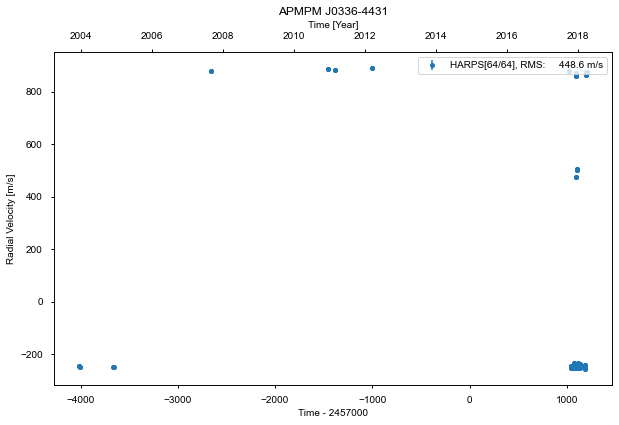 APMPM J0336-4431
Time [Year]
2004 2006 2008 2010 2012 2014 2016 2018
HARPS[64/64], RMS: 448.6 m/s
Radial Velocity [m/s]
800
600
400
200
0
−200
−4000 −3000 −2000 −1000 0 1000
Time - 2457000